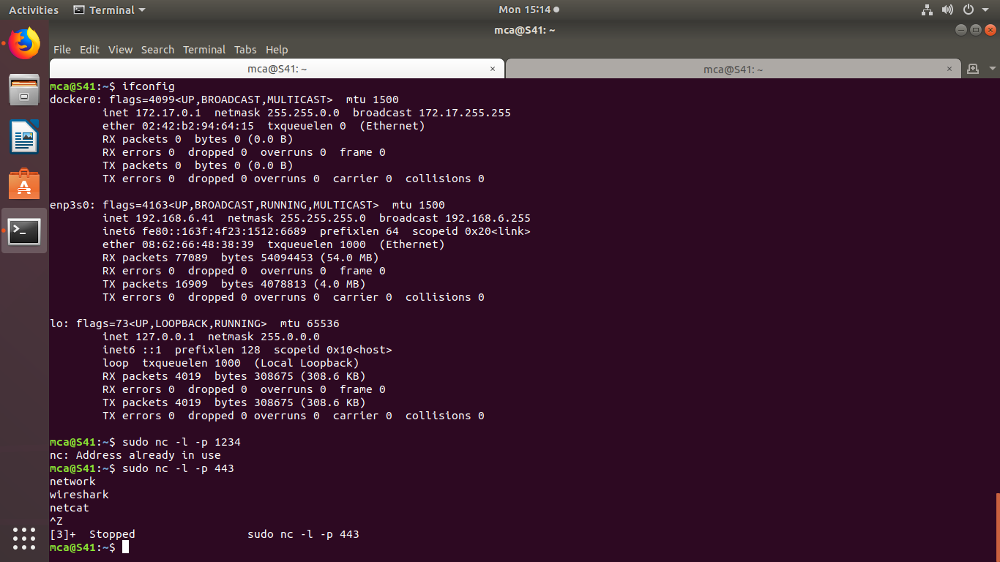 Activities Terminal Mon 15:14
mca@S41: ~
File Edit View Search Terminal Tabs Help
mca@S41: ~ × mca@S41: ~ ×
mca@S41:~$ ifconfig
docker0: flags=4099<UP,BROADCAST,MULTICAST>  mtu 1500
        inet 172.17.0.1  netmask 255.255.0.0  broadcast 172.17.255.255
        ether 02:42:b2:94:64:15  txqueuelen 0  (Ethernet)
        RX packets 0  bytes 0 (0.0 B)
        RX errors 0  dropped 0  overruns 0  frame 0
        TX packets 0  bytes 0 (0.0 B)
        TX errors 0  dropped 0 overruns 0  carrier 0  collisions 0

enp3s0: flags=4163<UP,BROADCAST,RUNNING,MULTICAST>  mtu 1500
        inet 192.168.6.41  netmask 255.255.255.0  broadcast 192.168.6.255
        inet6 fe80::163f:4f23:1512:6689  prefixlen 64  scopeid 0x20<link>
        ether 08:62:66:48:38:39  txqueuelen 1000  (Ethernet)
        RX packets 77089  bytes 54094453 (54.0 MB)
        RX errors 0  dropped 0  overruns 0  frame 0
        TX packets 16909  bytes 4078813 (4.0 MB)
        TX errors 0  dropped 0 overruns 0  carrier 0  collisions 0

lo: flags=73<UP,LOOPBACK,RUNNING>  mtu 65536
        inet 127.0.0.1  netmask 255.0.0.0
        inet6 ::1  prefixlen 128  scopeid 0x10<host>
        loop  txqueuelen 1000  (Local Loopback)
        RX packets 4019  bytes 308675 (308.6 KB)
        RX errors 0  dropped 0  overruns 0  frame 0
        TX packets 4019  bytes 308675 (308.6 KB)
        TX errors 0  dropped 0 overruns 0  carrier 0  collisions 0

mca@S41:~$ sudo nc -l -p 1234
nc: Address already in use
mca@S41:~$ sudo nc -l -p 443
network
wireshark
netcat
^Z
[3]+  Stopped                 sudo nc -l -p 443
mca@S41:~$